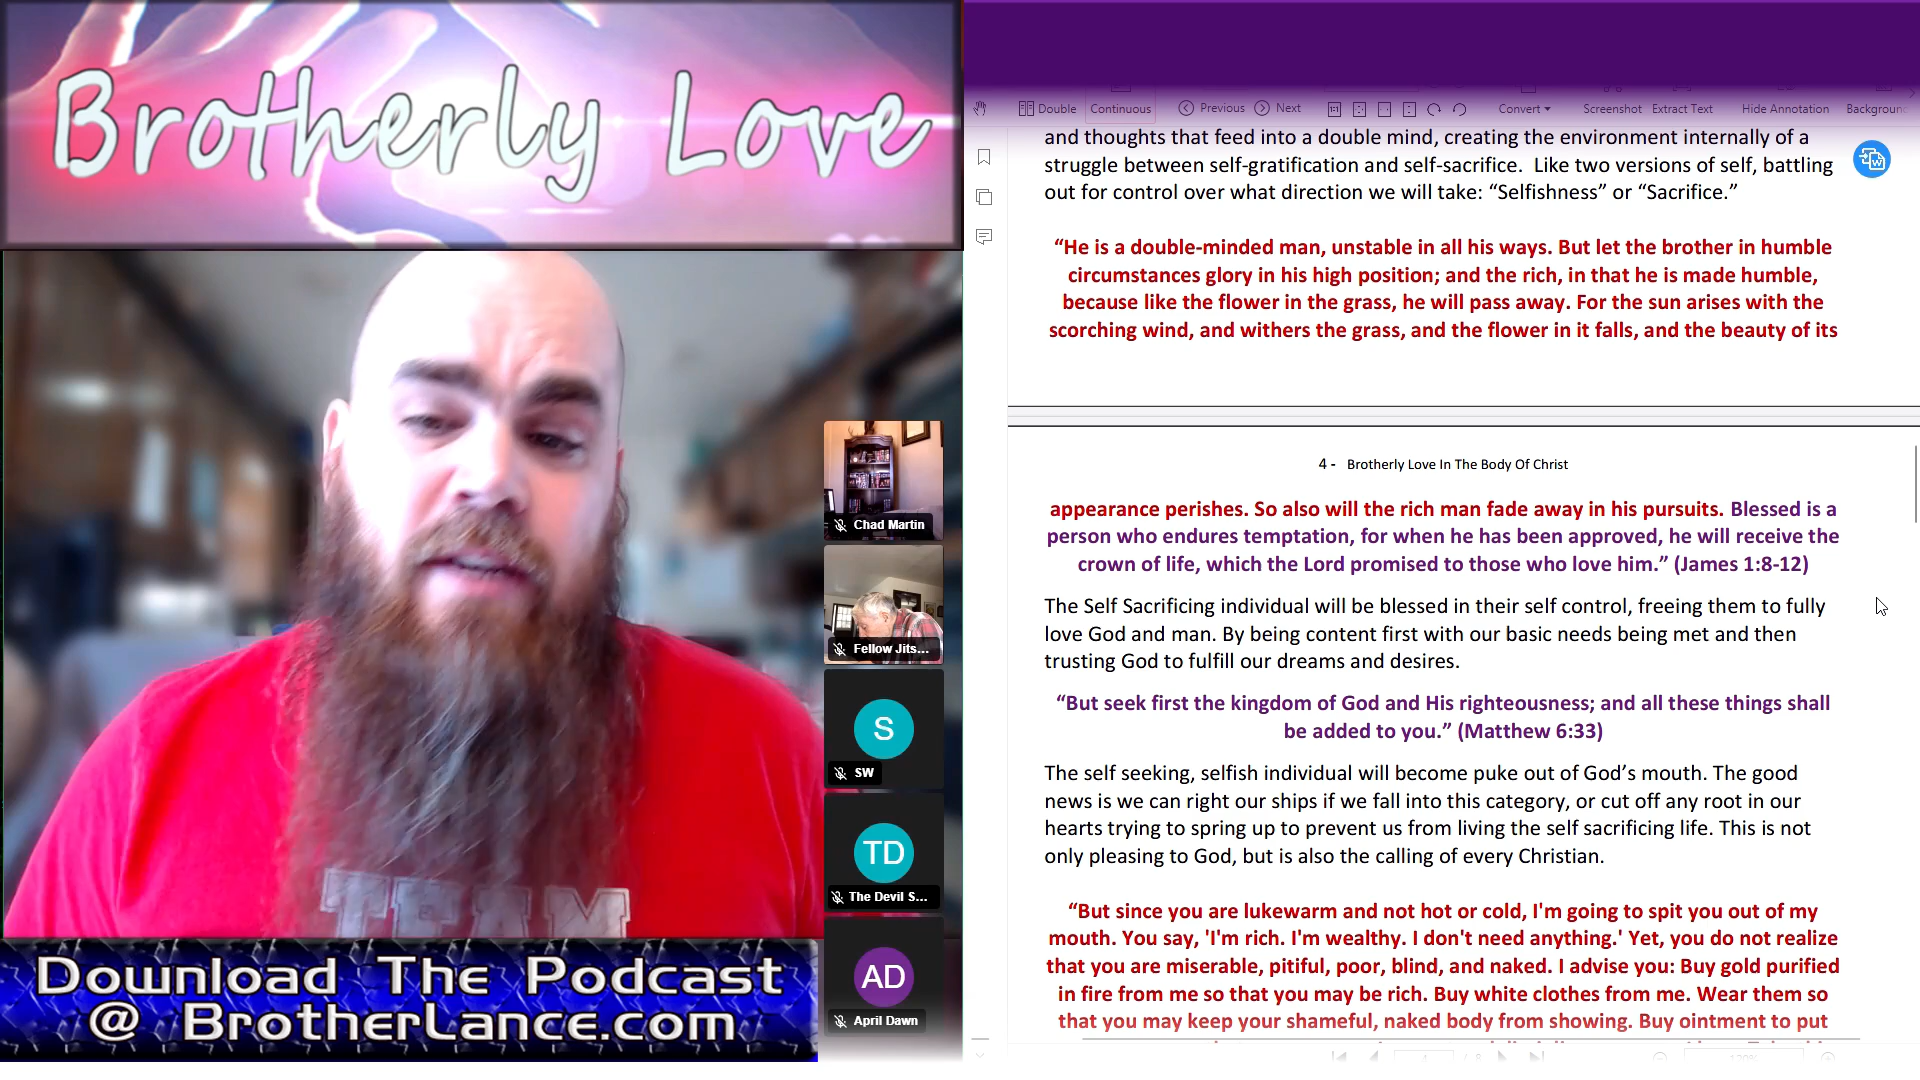 Brotherly Love
TEAM
Chad Martin
Fellow Jits...
S
SW
TD
The Devil S...
AD
April Dawn
Download The Podcast
@ BrotherLance.com
Double
Continuous
Previous
Next
Convert
Screenshot
Extract Text
Hide Annotation
and thoughts that feed into a double mind, creating the environment internally of a
struggle between self-gratification and self-sacrifice.  Like two versions of self, battling
out for control over what direction we will take: “Selfishness” or “Sacrifice.”
“He is a double-minded man, unstable in all his ways. But let the brother in humble
circumstances glory in his high position; and the rich, in that he is made humble,
because like the flower in the grass, he will pass away. For the sun arises with the
scorching wind, and withers the grass, and the flower in it falls, and the beauty of its
4 -   Brotherly Love In The Body Of Christ
appearance perishes. So also will the rich man fade away in his pursuits. Blessed is a
person who endures temptation, for when he has been approved, he will receive the
crown of life, which the Lord promised to those who love him.” (James 1:8-12)
The Self Sacrificing individual will be blessed in their self control, freeing them to fully
love God and man. By being content first with our basic needs being met and then
trusting God to fulfill our dreams and desires.
“But seek first the kingdom of God and His righteousness; and all these things shall
be added to you.” (Matthew 6:33)
The self seeking, selfish individual will become puke out of God’s mouth. The good
news is we can right our ships if we fall into this category, or cut off any root in our
hearts trying to spring up to prevent us from living the self sacrificing life. This is not
only pleasing to God, but is also the calling of every Christian.
“But since you are lukewarm and not hot or cold, I'm going to spit you out of my
mouth. You say, 'I'm rich. I'm wealthy. I don't need anything.' Yet, you do not realize
that you are miserable, pitiful, poor, blind, and naked. I advise you: Buy gold purified
in fire from me so that you may be rich. Buy white clothes from me. Wear them so
that you may keep your shameful, naked body from showing. Buy ointment to put